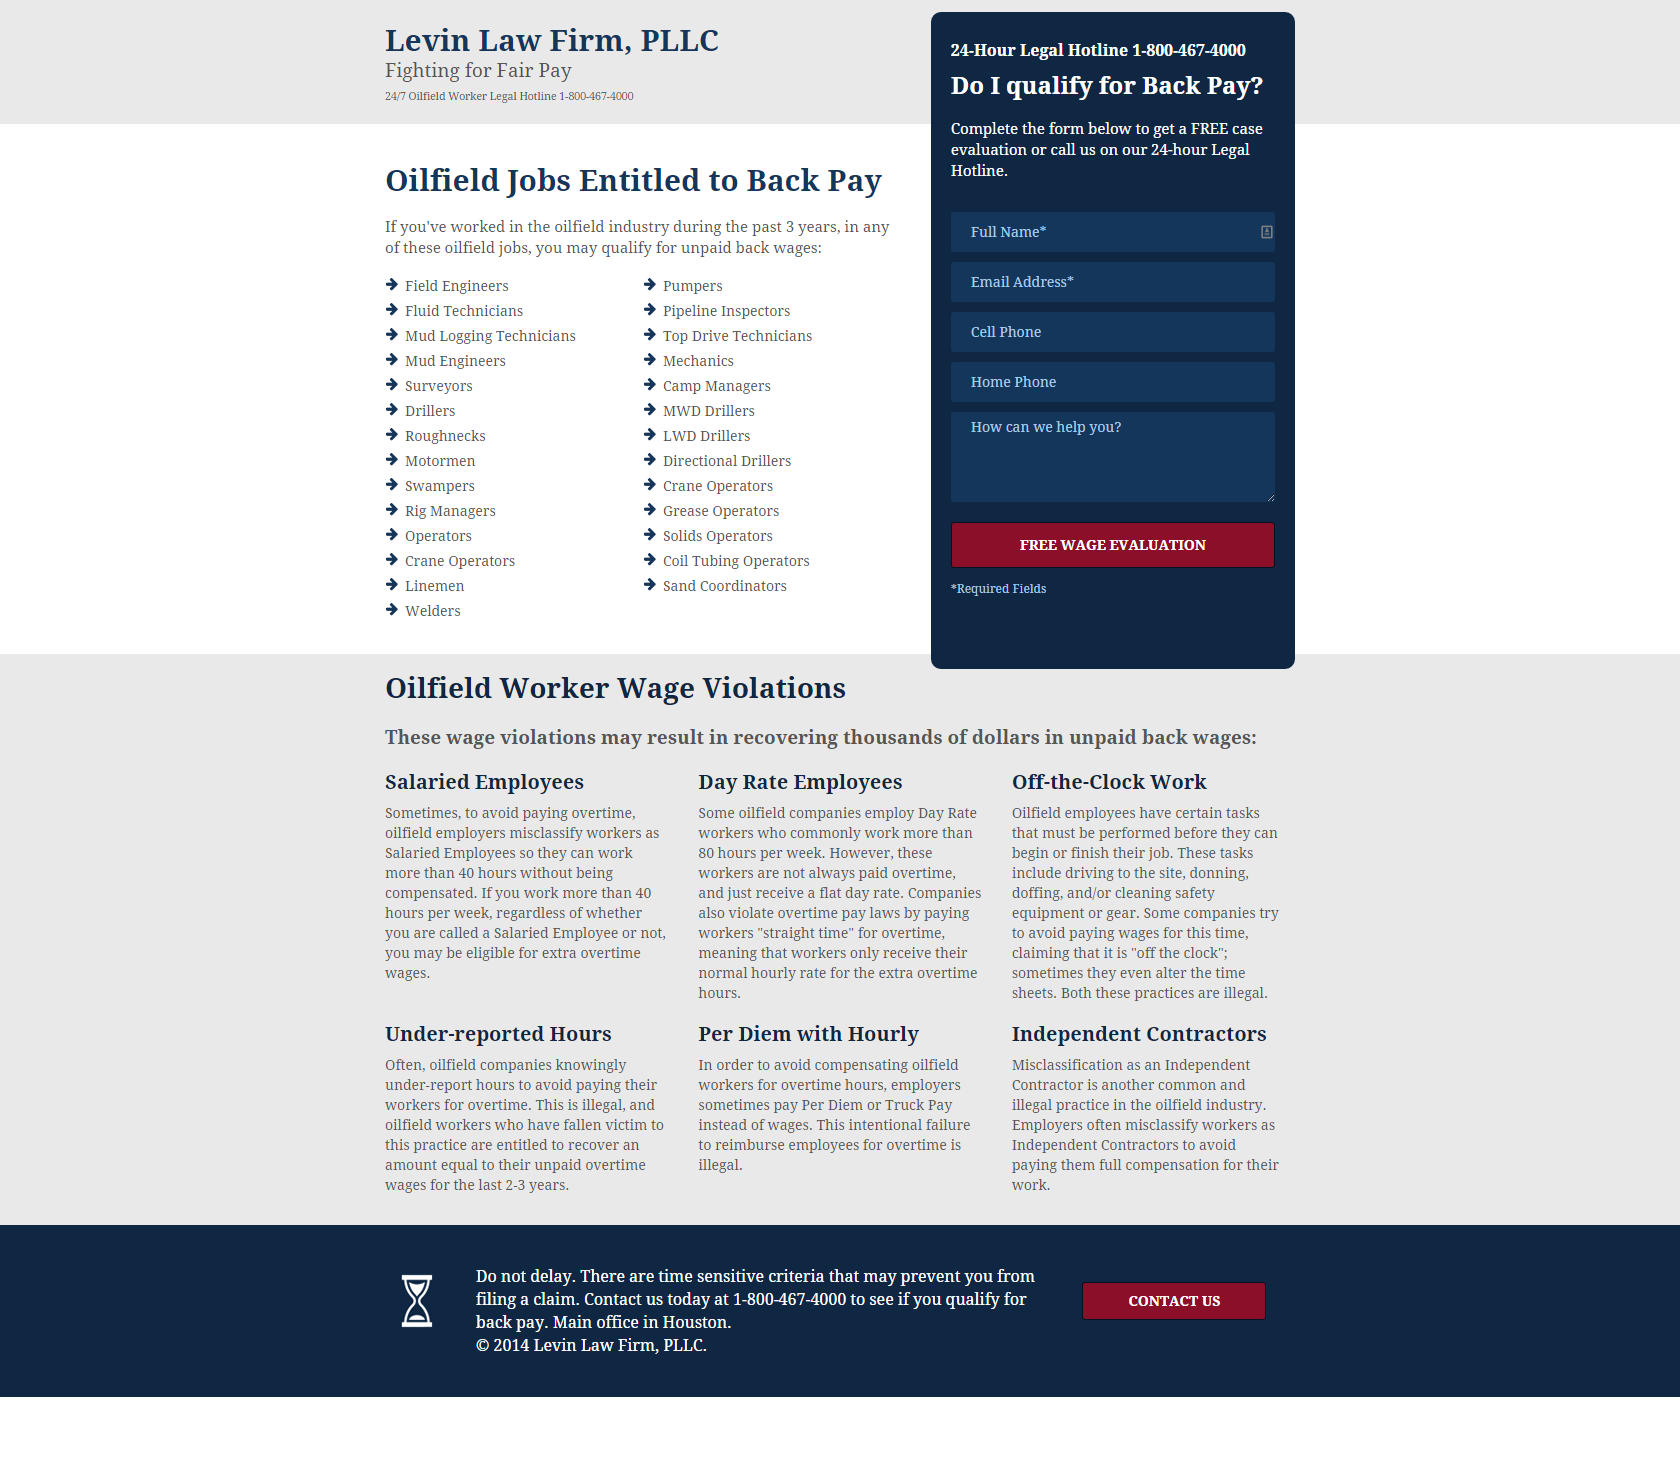 Levin Law Firm, PLLC
Fighting for Fair Pay
24/7 Oilfield Worker Legal Hotline 1-800-467-4000
24-Hour Legal Hotline 1-800-467-4000
Do I qualify for Back Pay?
Complete the form below to get a FREE case
evaluation or call us on our 24-hour Legal
Hotline.
Full Name*
Email Address*
Cell Phone
Home Phone
How can we help you?
FREE WAGE EVALUATION
*Required Fields
Oilfield Jobs Entitled to Back Pay
If you've worked in the oilfield industry during the past 3 years, in any
of these oilfield jobs, you may qualify for unpaid back wages:
Field Engineers
Fluid Technicians
Mud Logging Technicians
Mud Engineers
Surveyors
Drillers
Roughnecks
Motormen
Swampers
Rig Managers
Operators
Crane Operators
Linemen
Welders
Pumpers
Pipeline Inspectors
Top Drive Technicians
Mechanics
Camp Managers
MWD Drillers
LWD Drillers
Directional Drillers
Crane Operators
Grease Operators
Solids Operators
Coil Tubing Operators
Sand Coordinators
Oilfield Worker Wage Violations
These wage violations may result in recovering thousands of dollars in unpaid back wages:
Salaried Employees
Sometimes, to avoid paying overtime,
oilfield employers misclassify workers as
Salaried Employees so they can work
more than 40 hours without being
compensated. If you work more than 40
hours per week, regardless of whether
you are called a Salaried Employee or not,
you may be eligible for extra overtime
wages.
Day Rate Employees
Some oilfield companies employ Day Rate
workers who commonly work more than
80 hours per week. However, these
workers are not always paid overtime,
and just receive a flat day rate. Companies
also violate overtime pay laws by paying
workers "straight time" for overtime,
meaning that workers only receive their
normal hourly rate for the extra overtime
hours.
Off-the-Clock Work
Oilfield employees have certain tasks
that must be performed before they can
begin or finish their job. These tasks
include driving to the site, donning,
doffing, and/or cleaning safety
equipment or gear. Some companies try
to avoid paying wages for this time,
claiming that it is "off the clock";
sometimes they even alter the time
sheets. Both these practices are illegal.
Under-reported Hours
Often, oilfield companies knowingly
under-report hours to avoid paying their
workers for overtime. This is illegal, and
oilfield workers who have fallen victim to
this practice are entitled to recover an
amount equal to their unpaid overtime
wages for the last 2-3 years.
Per Diem with Hourly
In order to avoid compensating oilfield
workers for overtime hours, employers
sometimes pay Per Diem or Truck Pay
instead of wages. This intentional failure
to reimburse employees for overtime is
illegal.
Independent Contractors
Misclassification as an Independent
Contractor is another common and
illegal practice in the oilfield industry.
Employers often misclassify workers as
Independent Contractors to avoid
paying them full compensation for their
work.
Do not delay. There are time sensitive criteria that may prevent you from
filing a claim. Contact us today at 1-800-467-4000 to see if you qualify for
back pay. Main office in Houston.
© 2014 Levin Law Firm, PLLC.
CONTACT US